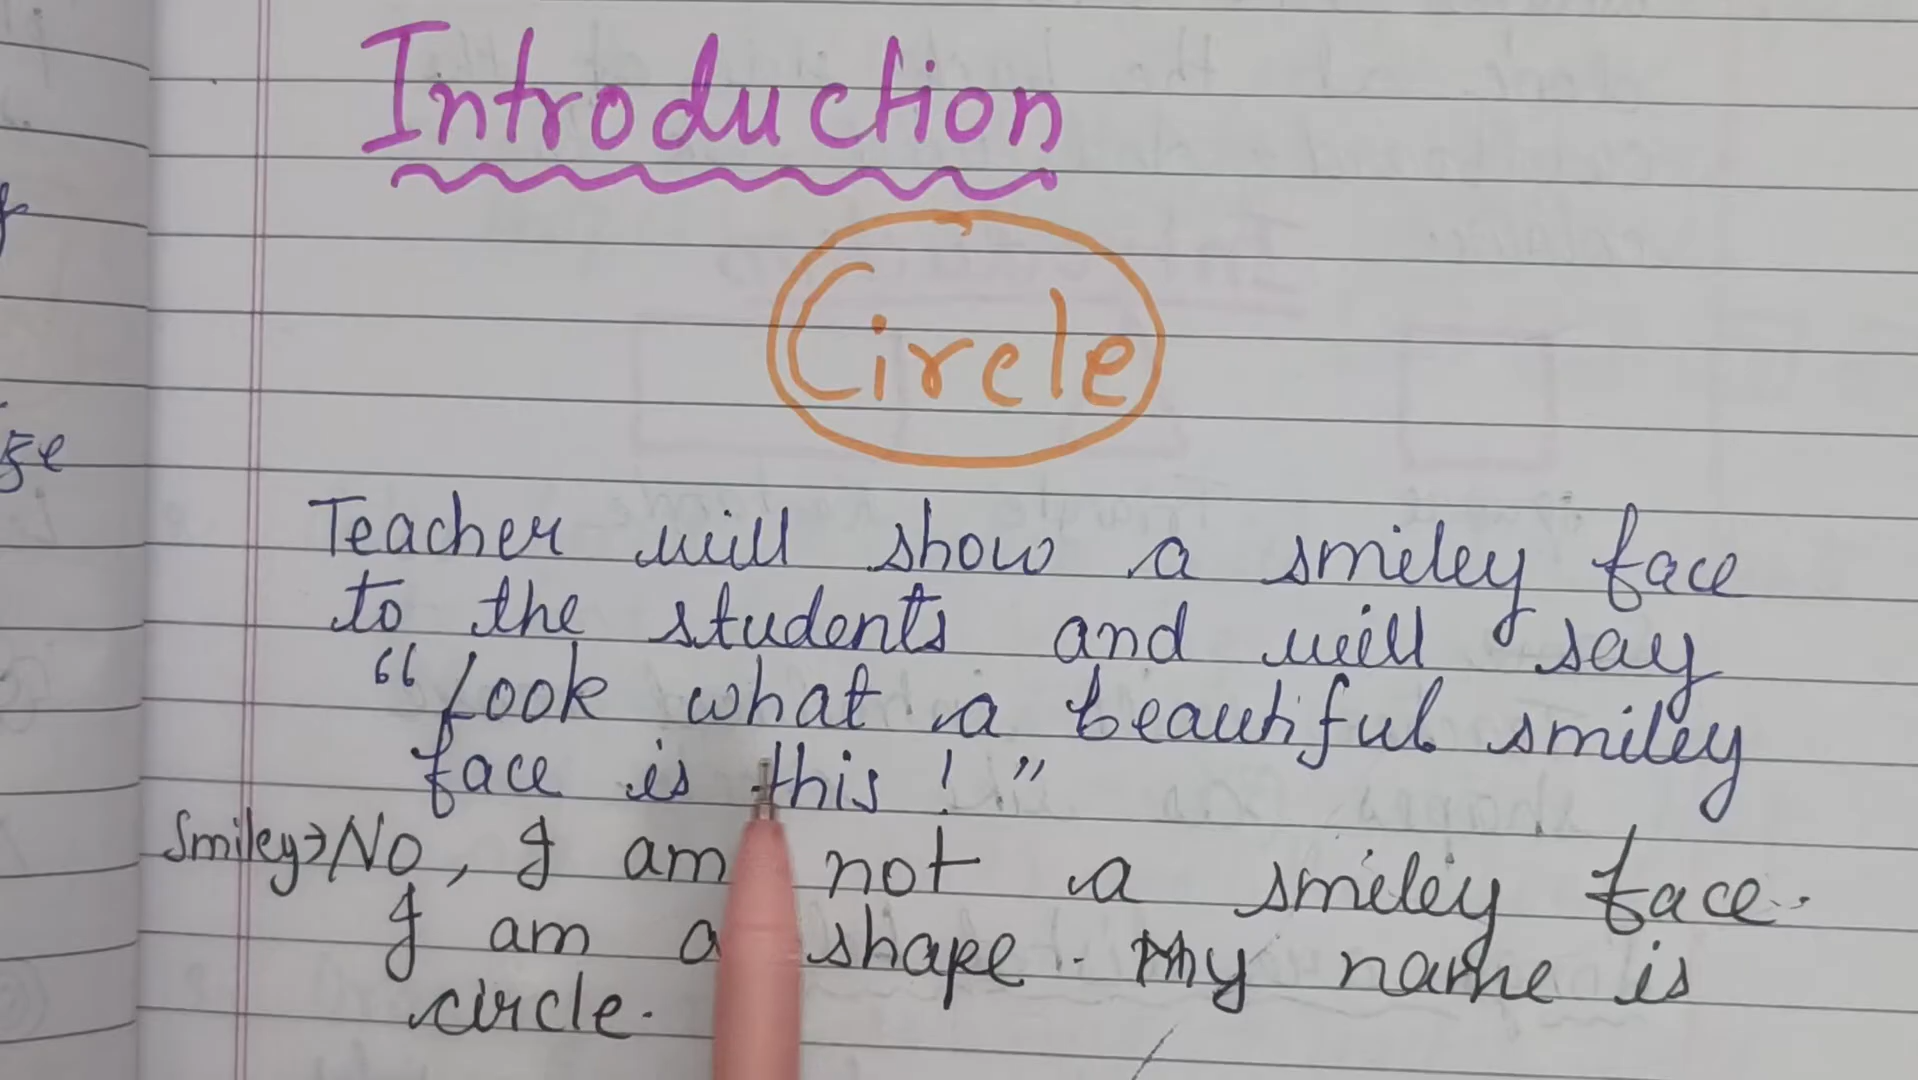 Introduction
Circle
Teacher will show a smiley face
to the students and will say
“Look what a beautiful smiley
face is this!”
Smiley→No, I am not a smiley face.
I am a shape. My name is
circle.